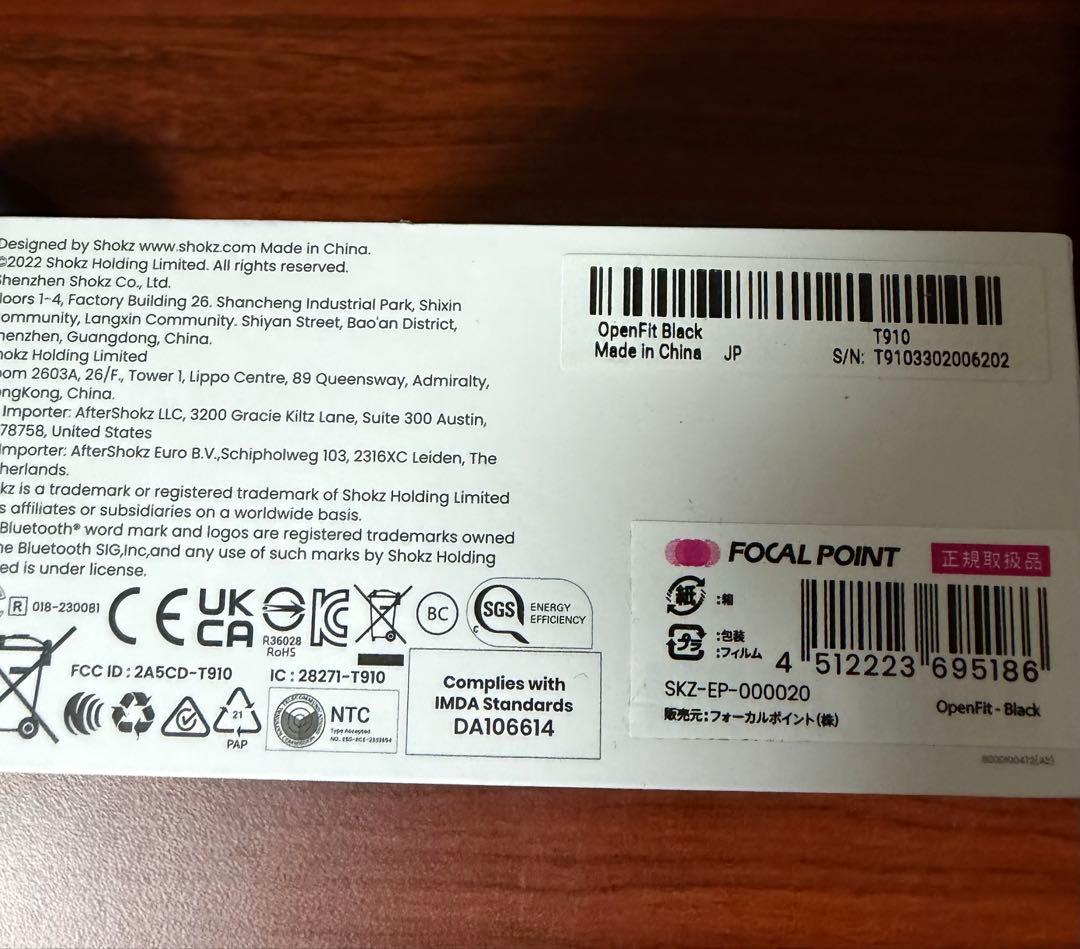 Designed by Shokz www.shokz.com Made in China.
©2022 Shokz Holding Limited. All rights reserved.
Shenzhen Shokz Co., Ltd.
loors 1-4, Factory Building 26. Shancheng Industrial Park, Shixin
ommunity, Langxin Community. Shiyan Street, Bao'an District,
henzhen, Guangdong, China.
hokz Holding Limited
om 2603A, 26/F., Tower 1, Lippo Centre, 89 Queensway, Admiralty,
ongKong, China.
Importer: AfterShokz LLC, 3200 Gracie Kiltz Lane, Suite 300 Austin,
78758, United States
Importer: AfterShokz Euro B.V.,Schipholweg 103, 2316XC Leiden, The
herlands.
kz is a trademark or registered trademark of Shokz Holding Limited
s affiliates or subsidiaries on a worldwide basis.
Bluetooth® word mark and logos are registered trademarks owned
he Bluetooth SIG,Inc,and any use of such marks by Shokz Holding
ed is under license.
R 018-230081
CE
UK
CA
R36028
RoHS
KC
BC
SGS
C
ENERGY
EFFICIENCY
FCC ID : 2A5CD-T910
IC : 28271-T910
21
PAP
NTC
Type Accepted
Complies with
IMDA Standards
DA106614
OpenFit Black
T910
Made in China JP
S/N: T9103302006202
FOCAL POINT
正規取扱品
紙 :箱
プラ :包装
:フィルム
4 512223 695186
SKZ-EP-000020
OpenFit - Black
販売元:フォーカルポイント(株)